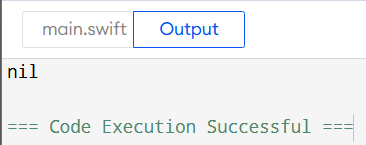 main.swift Output
nil
=== Code Execution Successful ===